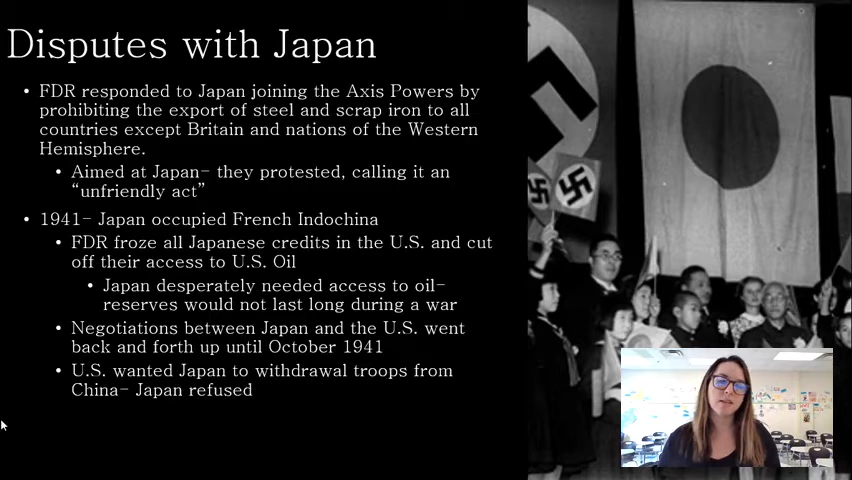 Disputes with Japan
• FDR responded to Japan joining the Axis Powers by
prohibiting the export of steel and scrap iron to all
countries except Britain and nations of the Western
Hemisphere.
• Aimed at Japan– they protested, calling it an
“unfriendly act”
• 1941– Japan occupied French Indochina
• FDR froze all Japanese credits in the U.S. and cut
off their access to U.S. Oil
• Japan desperately needed access to oil–
reserves would not last long during a war
• Negotiations between Japan and the U.S. went
back and forth up until October 1941
• U.S. wanted Japan to withdrawal troops from
China– Japan refused